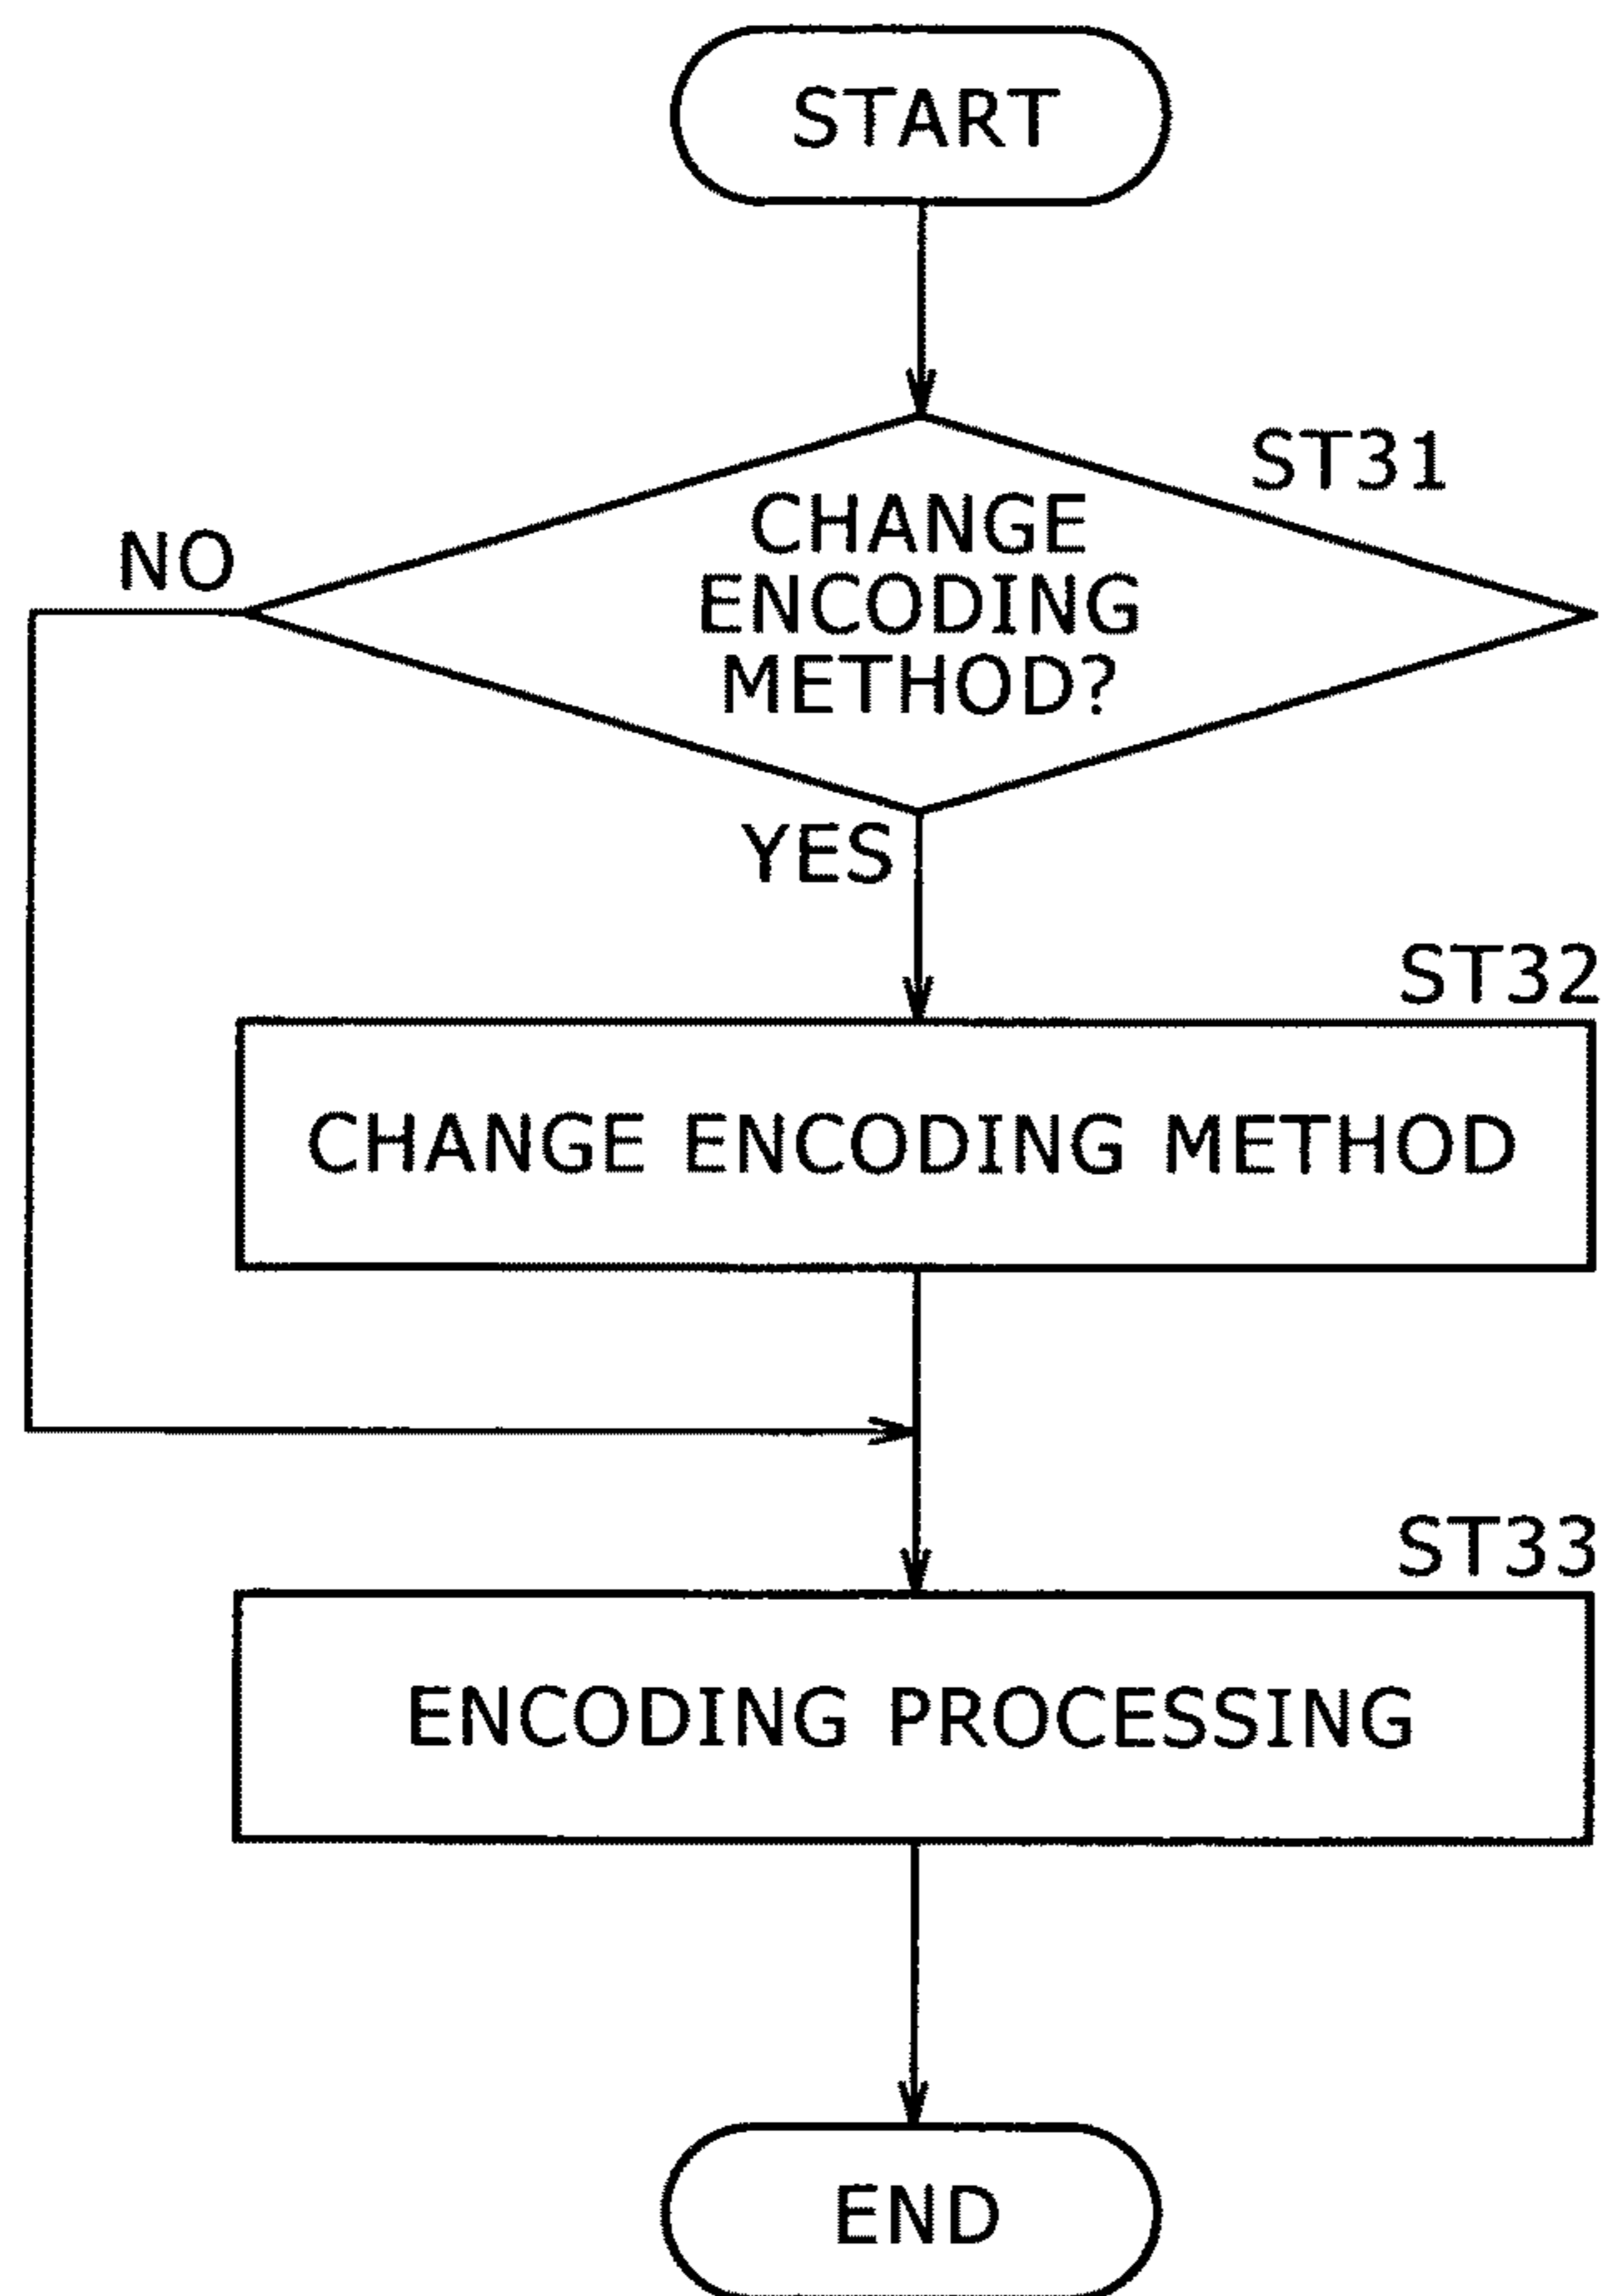 START
ST31
CHANGE
ENCODING
METHOD?
NO
YES
ST32
CHANGE ENCODING METHOD
ST33
ENCODING PROCESSING
END